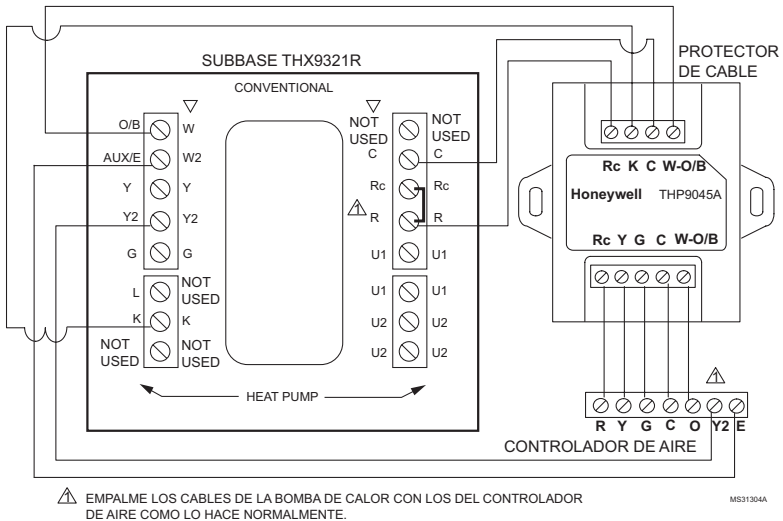 SUBBASE THX9321R
CONVENTIONAL
PROTECTOR
DE CABLE
O/B W
AUX/E W2
Y Y
Y2 Y2
G G
L NOT
USED
K K
NOT
USED NOT
USED
NOT
USED NOT
USED
C C
Rc Rc
1 R R
U1 U1
U1 U1
U2 U2
U2 U2
HEAT PUMP
Rc K C W-O/B
Honeywell THP9045A
Rc Y G C W-O/B
1
R Y G C O Y2 E
CONTROLADOR DE AIRE
1 EMPALME LOS CABLES DE LA BOMBA DE CALOR CON LOS DEL CONTROLADOR
DE AIRE COMO LO HACE NORMALMENTE.
MS31304A